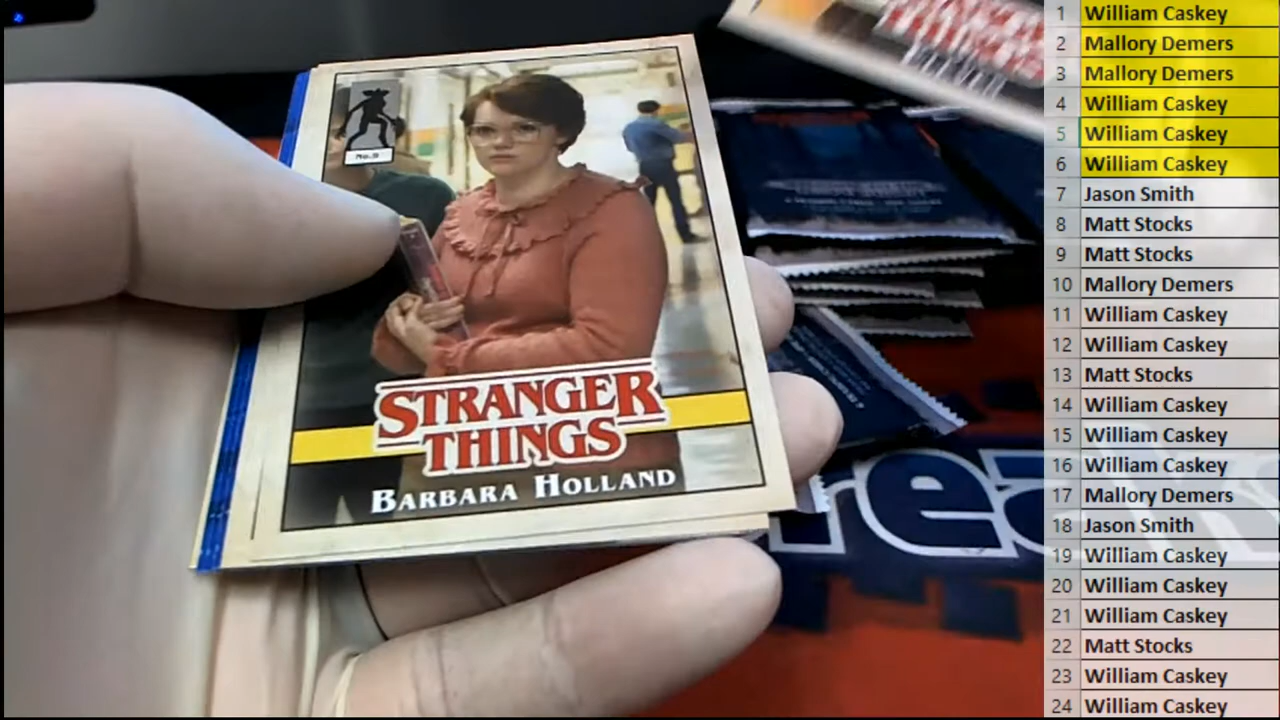 No.9
STRANGER
THINGS
BARBARA HOLLAND
rea
1 William Caskey
2 Mallory Demers
3 Mallory Demers
4 William Caskey
5 William Caskey
6 William Caskey
7 Jason Smith
8 Matt Stocks
9 Matt Stocks
10 Mallory Demers
11 William Caskey
12 William Caskey
13 Matt Stocks
14 William Caskey
15 William Caskey
16 William Caskey
17 Mallory Demers
18 Jason Smith
19 William Caskey
20 William Caskey
21 William Caskey
22 Matt Stocks
23 William Caskey
24 William Caskey